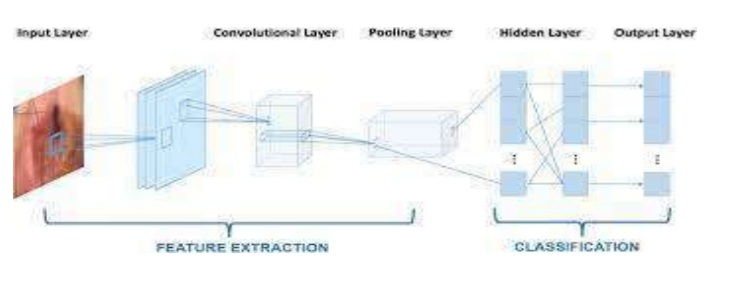 Input Layer
Convolutional Layer
Pooling Layer
Hidden Layer
Output Layer
FEATURE EXTRACTION
CLASSIFICATION